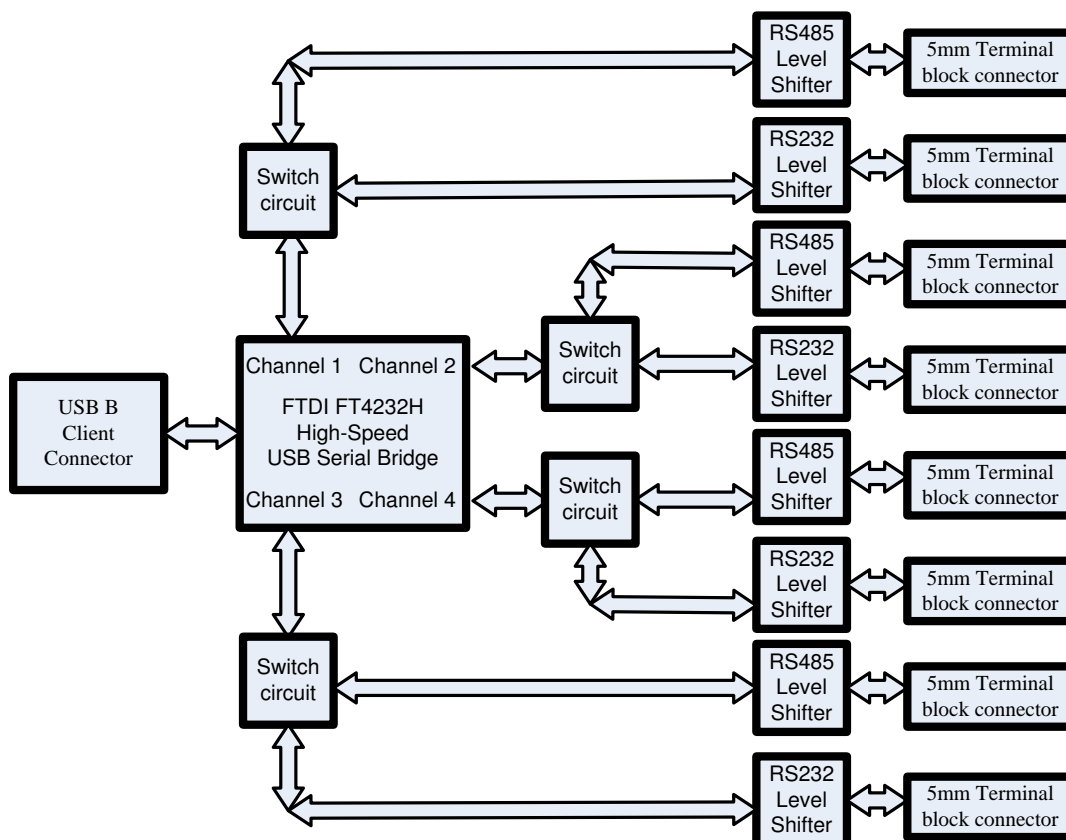 RS485
Level
Shifter
5mm Terminal
block connector
RS232
Level
Shifter
5mm Terminal
block connector
Switch
circuit
RS485
Level
Shifter
5mm Terminal
block connector
Switch
circuit
RS232
Level
Shifter
5mm Terminal
block connector
Channel 1 Channel 2
FTDI FT4232H
High-Speed
USB Serial Bridge
Channel 3 Channel 4
USB B
Client
Connector
RS485
Level
Shifter
5mm Terminal
block connector
Switch
circuit
RS232
Level
Shifter
5mm Terminal
block connector
Switch
circuit
RS485
Level
Shifter
5mm Terminal
block connector
RS232
Level
Shifter
5mm Terminal
block connector